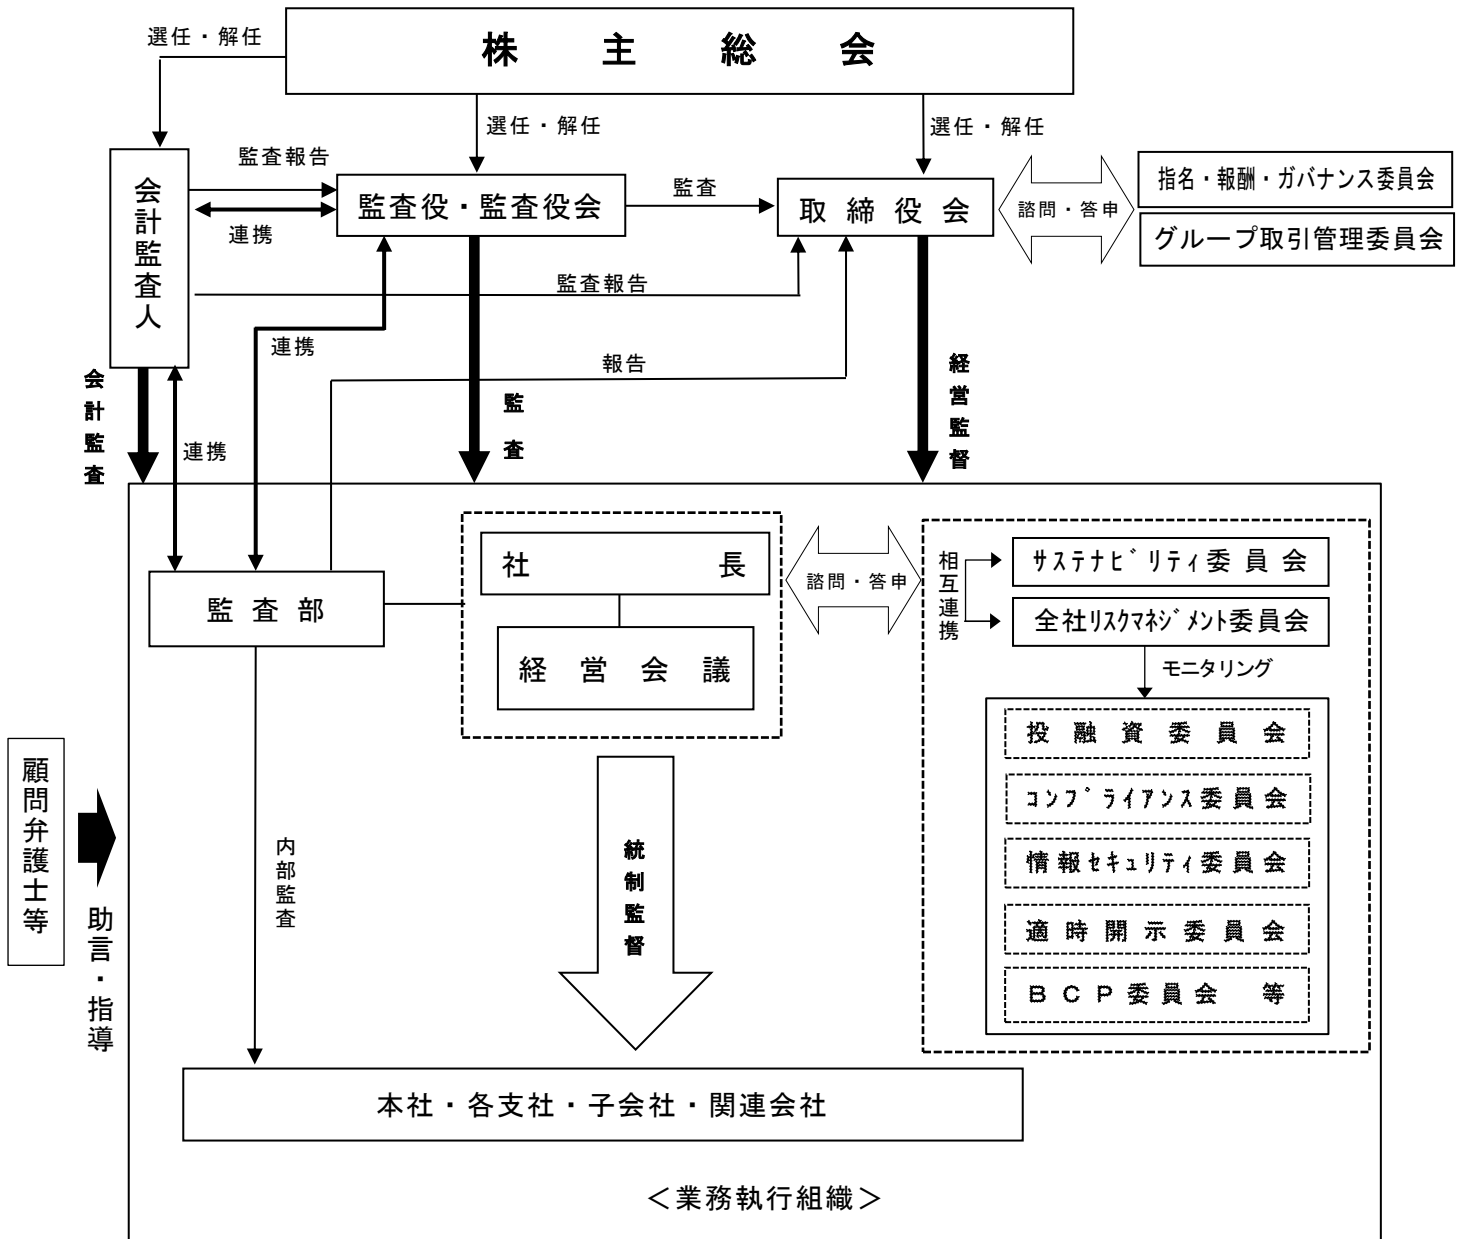 株主総会
選任・解任
選任・解任
選任・解任
会計監査人
監査報告
連携
監査役・監査役会
監査
取締役会
諮問・答申
指名・報酬・ガバナンス委員会
グループ取引管理委員会
監査報告
連携
報告
会計監査
連携
監査
経営監督
監査部
社長
経営会議
諮問・答申
相互連携
サステナビリティ委員会
全社リスクマネジメント委員会
モニタリング
投融資委員会
コンプライアンス委員会
情報セキュリティ委員会
適時開示委員会
BCP委員会 等
顧問弁護士等
助言・指導
内部監査
統制監督
本社・各支社・子会社・関連会社
＜業務執行組織＞